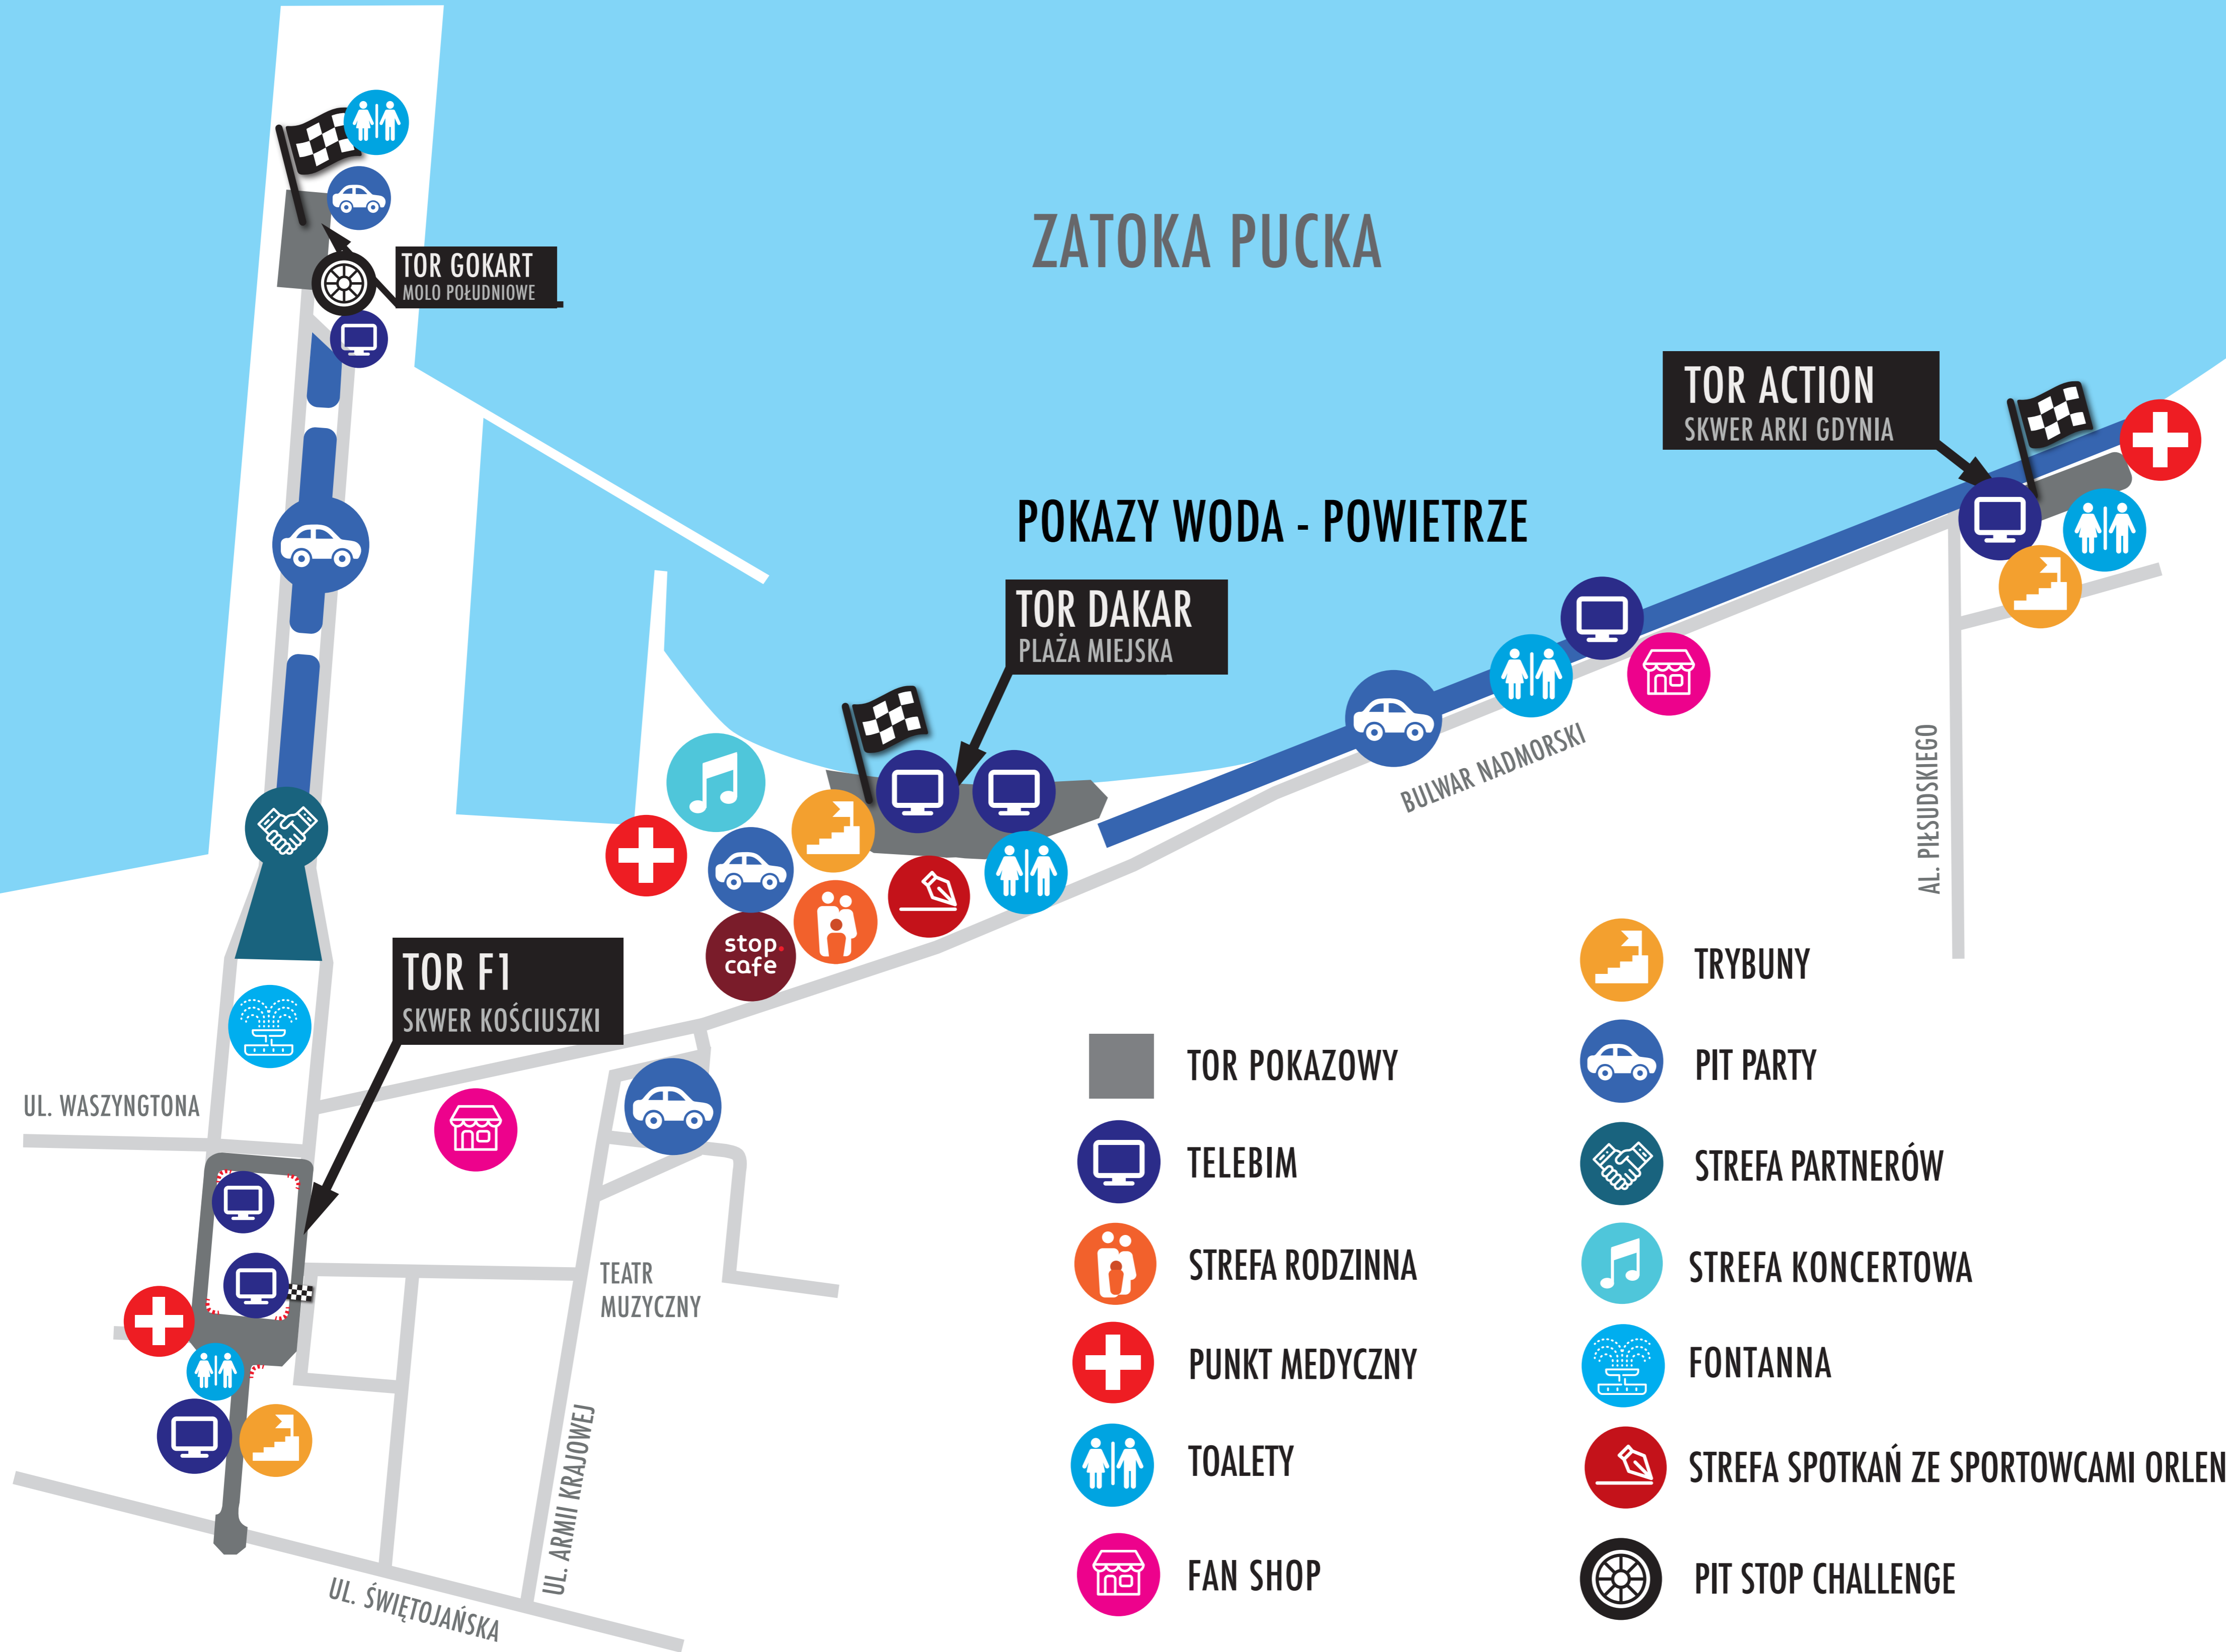 ZATOKA PUCKA
TOR GOKART
MOLO POŁUDNIOWE
TOR ACTION
SKWER ARKI GDYNIA
POKAZY WODA - POWIETRZE
TOR DAKAR
PLAŻA MIEJSKA
BULWAR NADMORSKI
AL. PIŁSUDSKIEGO
stop.
cafe
TOR F1
SKWER KOŚCIUSZKI
UL. WASZYNGTONA
TEATR
MUZYCZNY
UL. ARMII KRAJOWEJ
UL. ŚWIĘTOJAŃSKA
TOR POKAZOWY
TELEBIM
STREFA RODZINNA
PUNKT MEDYCZNY
TOALETY
FAN SHOP
TRYBUNY
PIT PARTY
STREFA PARTNERÓW
STREFA KONCERTOWA
FONTANNA
STREFA SPOTKAŃ ZE SPORTOWCAMI ORLEN
PIT STOP CHALLENGE